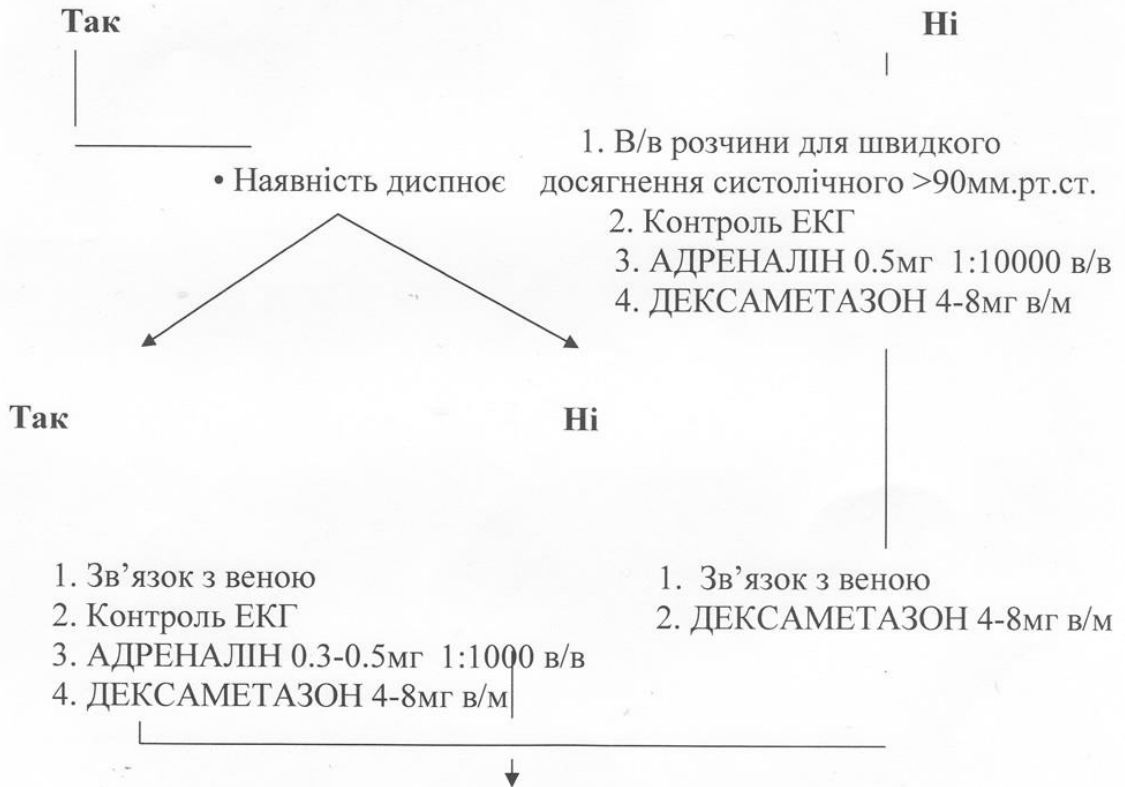 Так
Ні
1. В/в розчини для швидкого
• Наявність диспноє досягнення систолічного >90мм.рт.ст.
2. Контроль ЕКГ
3. АДРЕНАЛІН 0.5мг 1:10000 в/в
4. ДЕКСАМЕТАЗОН 4-8мг в/м
Так
Ні
1. Зв’язок з веною
2. Контроль ЕКГ
3. АДРЕНАЛІН 0.3-0.5мг 1:1000 в/в
4. ДЕКСАМЕТАЗОН 4-8мг в/м
1. Зв’язок з веною
2. ДЕКСАМЕТАЗОН 4-8мг в/м